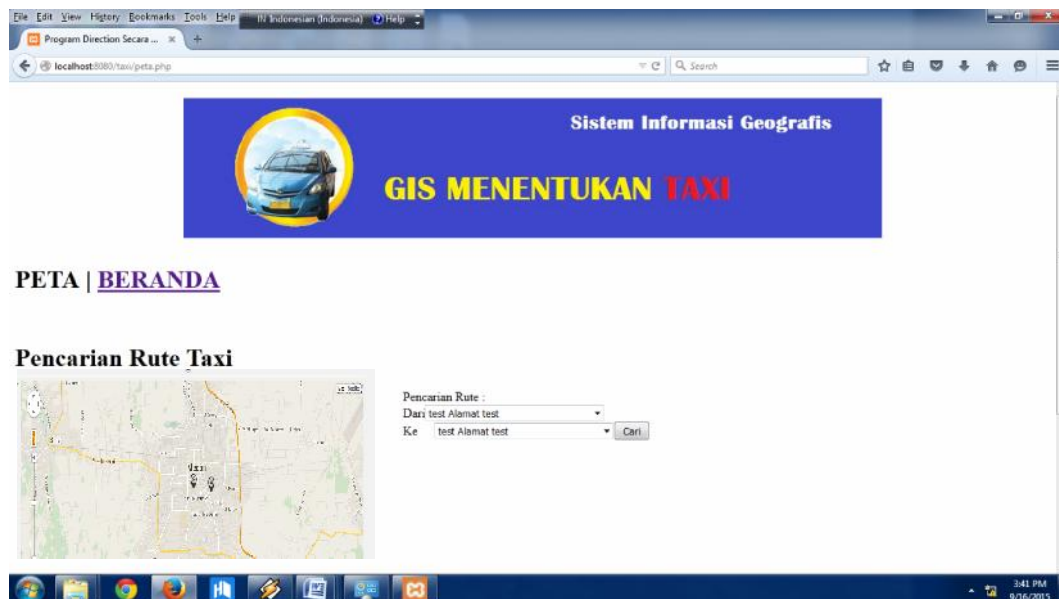 File Edit View History Bookmarks Tools Help IN Indonesian (Indonesia) Help
Program Direction Secara ...
localhost:8080/taxi/peta.php
Search
Sistem Informasi Geografis
GIS MENENTUKAN TAXI
PETA | BERANDA
Pencarian Rute Taxi
Pencarian Rute :
Dari test Alamat test
Ke test Alamat test Cari
3:41 PM
9/16/2015